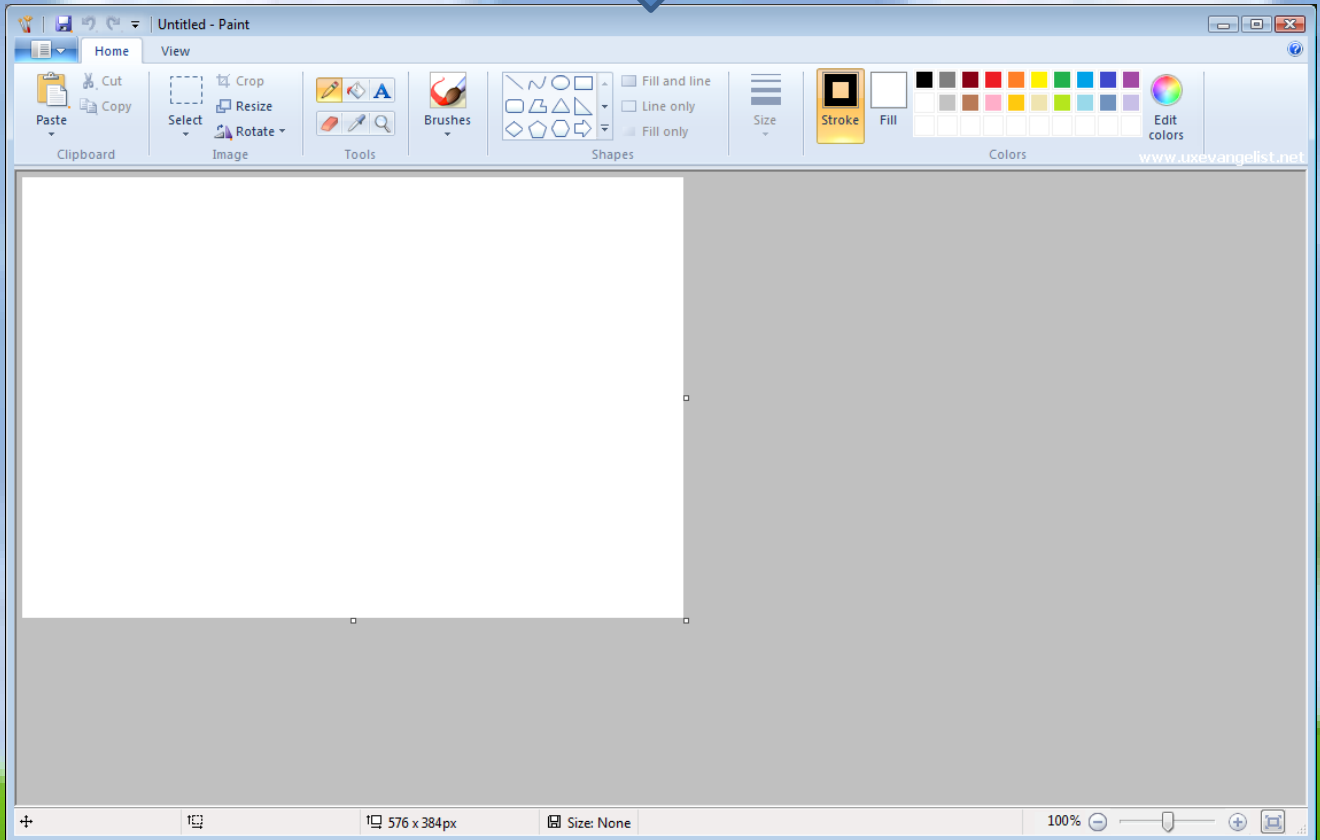 Untitled - Paint
Home View
Cut
Copy
Paste
Clipboard
Select
Crop
Resize
Rotate
Image
A
Tools
Brushes
Fill and line
Line only
Fill only
Shapes
Size
Stroke
Fill
Edit
colors
Colors
www.uxevangelist.net
576 x 384px
Size: None
100%